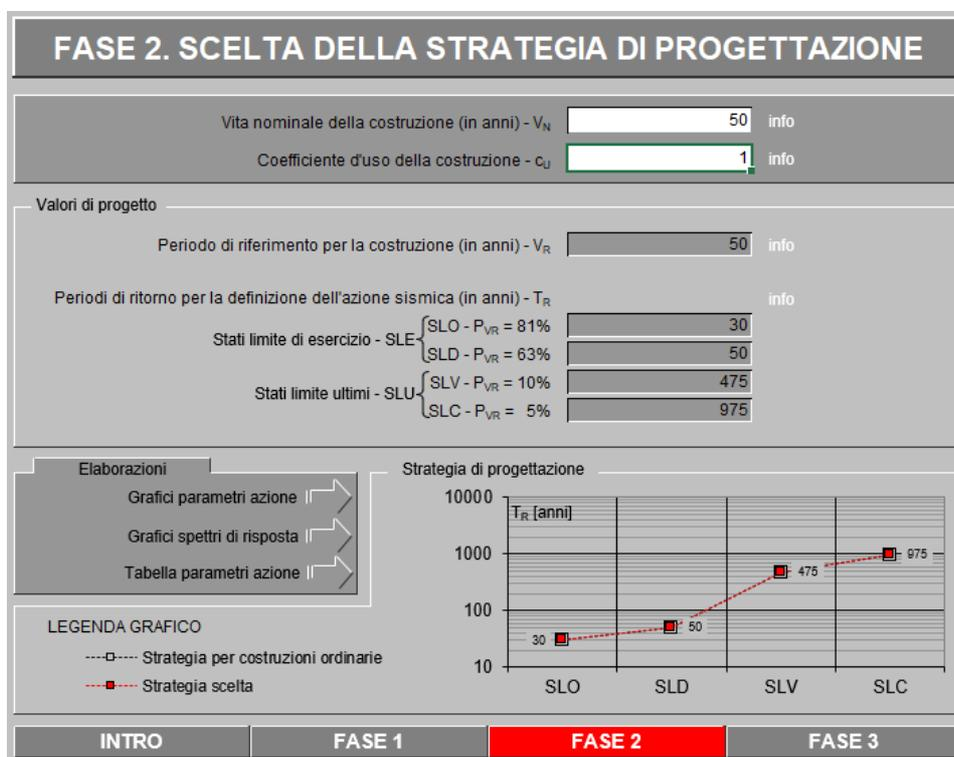 FASE 2. SCELTA DELLA STRATEGIA DI PROGETTAZIONE
Vita nominale della costruzione (in anni) - VN 50 info
Coefficiente d'uso della costruzione - cU 1 info
Valori di progetto
Periodo di riferimento per la costruzione (in anni) - VR 50 info
Periodi di ritorno per la definizione dell'azione sismica (in anni) - TR info
Stati limite di esercizio - SLE
SLO - PVR = 81% 30
SLD - PVR = 63% 50
Stati limite ultimi - SLU
SLV - PVR = 10% 475
SLC - PVR = 5% 975
Elaborazioni
Grafici parametri azione
Grafici spettri di risposta
Tabella parametri azione
LEGENDA GRAFICO
Strategia per costruzioni ordinarie
Strategia scelta
Strategia di progettazione
TR [anni]
10000
1000
100
10
30
50
475
975
SLO SLD SLV SLC
INTRO FASE 1 FASE 2 FASE 3